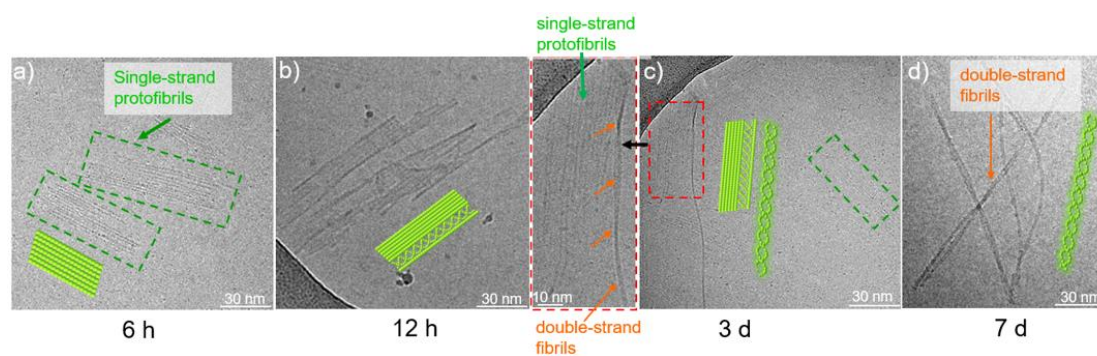 a)
Single-strand
protofibrils
30 nm
6 h
b)
30 nm
12 h
single-strand
protofibrils
10 nm
double-strand
fibrils
c)
30 nm
3 d
d)
double-strand
fibrils
30 nm
7 d